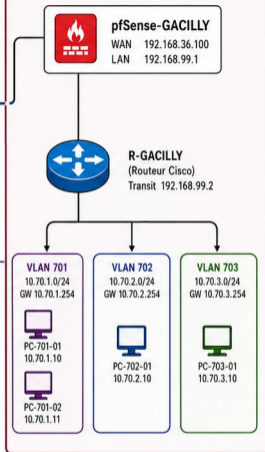 pfSense-GACILLY
WAN 192.168.36.100
LAN 192.168.99.1
R-GACILLY
(Routeur Cisco)
Transit 192.168.99.2
VLAN 701
10.70.1.0/24
GW 10.70.1.254
PC-701-01
10.70.1.10
PC-701-02
10.70.1.11
VLAN 702
10.70.2.0/24
GW 10.70.2.254
PC-702-01
10.70.2.10
VLAN 703
10.70.3.0/24
GW 10.70.3.254
PC-703-01
10.70.3.10